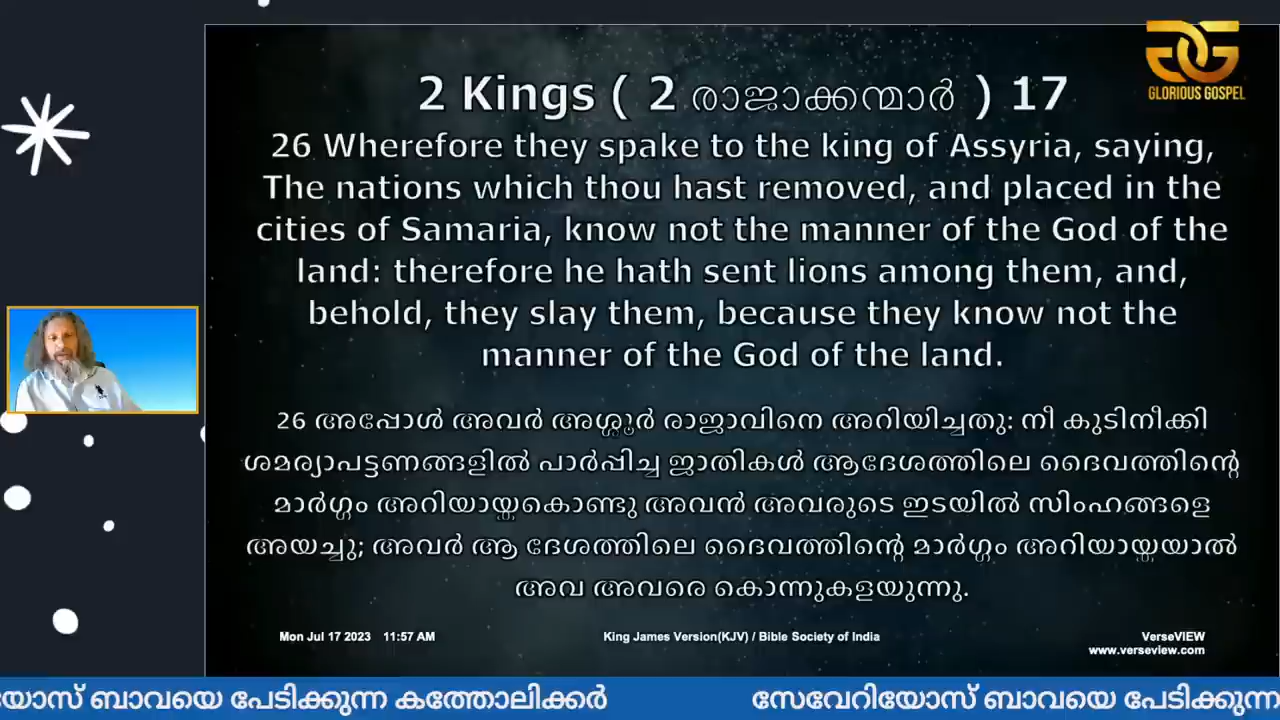 GLORIOUS GOSPEL
2 Kings ( 2 രാജാക്കന്മാർ ) 17
26 Wherefore they spake to the king of Assyria, saying,
The nations which thou hast removed, and placed in the
cities of Samaria, know not the manner of the God of the
land: therefore he hath sent lions among them, and,
behold, they slay them, because they know not the
manner of the God of the land.
26 അപ്പോൾ അവർ അശ്ശൂർ രാജാവിനെ അറിയിച്ചതു: നീ കുടിനീക്കി
ശമര്യാപട്ടണങ്ങളിൽ പാർപ്പിച്ച ജാതികൾ ആദേശത്തിലെ ദൈവത്തിന്റെ
മാർഗ്ഗം അറിയായ്കകൊണ്ടു അവൻ അവരുടെ ഇടയിൽ സിംഹങ്ങളെ
അയച്ചു; അവർ ആ ദേശത്തിലെ ദൈവത്തിന്റെ മാർഗ്ഗം അറിയായ്കയാൽ
അവ അവരെ കൊന്നുകളയുന്നു.
Mon Jul 17 2023 11:57 AM
King James Version(KJV) / Bible Society of India
VerseVIEW
www.verseview.com
യോസ് ബാവയെ പേടിക്കുന്ന കത്തോലിക്കർ സേവേറിയോസ് ബാവയെ പേടിക്കുന്ന